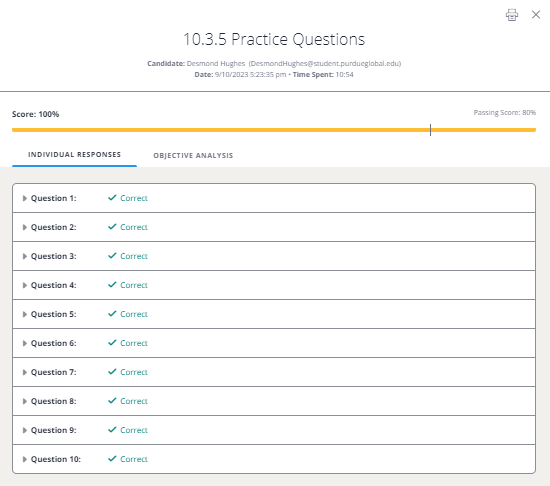 10.3.5 Practice Questions
Candidate: Desmond Hughes (DesmondHughes@student.purdueglobal.edu)
Date: 9/10/2023 5:23:35 pm • Time Spent: 10:54
Score: 100%
Passing Score: 80%
INDIVIDUAL RESPONSES
OBJECTIVE ANALYSIS
Question 1: Correct
Question 2: Correct
Question 3: Correct
Question 4: Correct
Question 5: Correct
Question 6: Correct
Question 7: Correct
Question 8: Correct
Question 9: Correct
Question 10: Correct